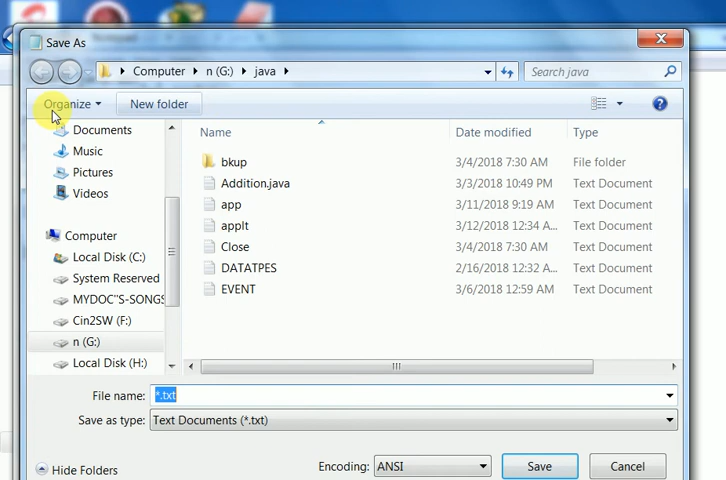 Save As
Computer n (G:) java Search java
Organize New folder
Documents
Music
Pictures
Videos
Computer
Local Disk (C:)
System Reserved
MYDOC"S-SONGS
Cin2SW (F:)
n (G:)
Local Disk (H:)
Name Date modified Type
bkup 3/4/2018 7:30 AM File folder
Addition.java 3/3/2018 10:49 PM Text Document
app 3/11/2018 9:19 AM Text Document
applt 3/12/2018 12:34 A... Text Document
Close 3/4/2018 7:30 AM Text Document
DATATPES 2/16/2018 12:32 A... Text Document
EVENT 3/6/2018 12:59 AM Text Document
File name: *.txt
Save as type: Text Documents (*.txt)
Hide Folders Encoding: ANSI Save Cancel